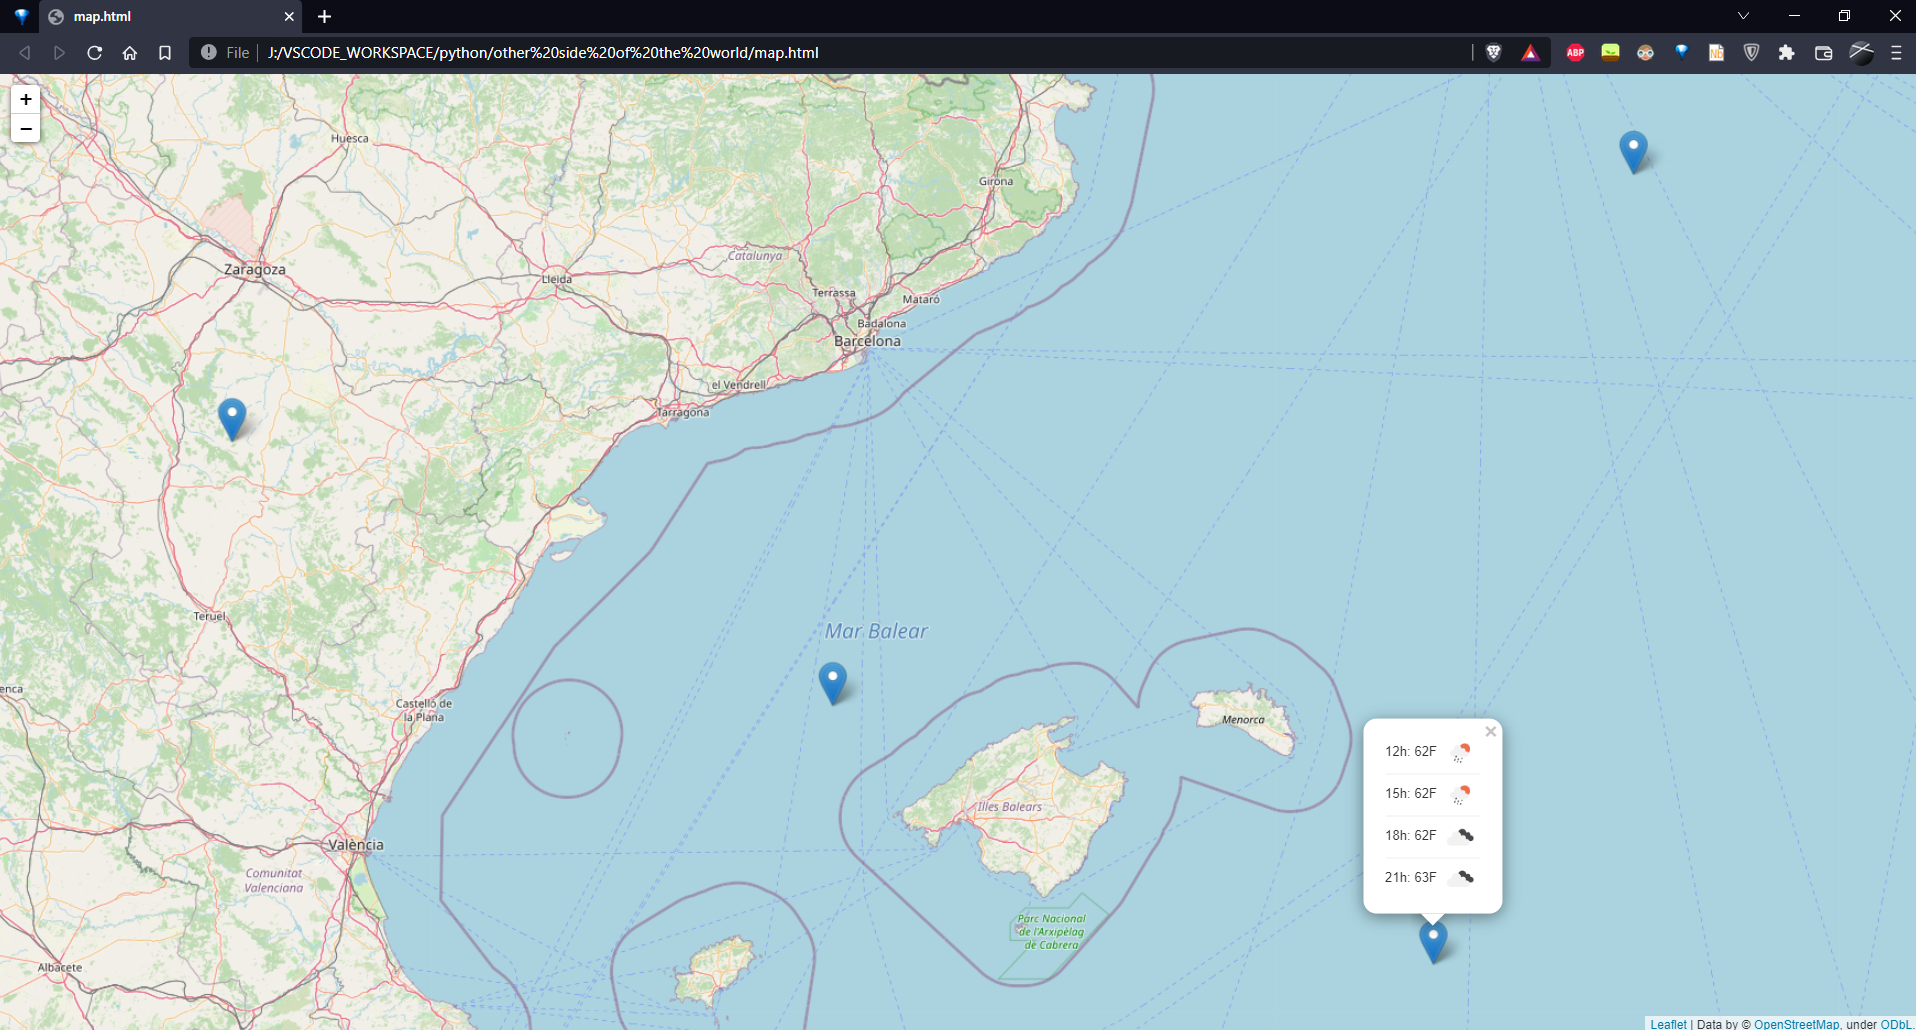 map.html
File
J:/VSCODE_WORKSPACE/python/other%20side%20of%20the%20world/map.html
ABP
Nb
+
−
Huesca
Girona
Zaragoza
Catalunya
Lleida
Terrassa
Mataró
Badalona
Barcelona
el Vendrell
Tarragona
Teruel
Mar Balear
enca
Castelló de
la Plana
Menorca
12h: 62F
15h: 62F
18h: 62F
21h: 63F
Illes Balears
València
Comunitat
Valenciana
Parc Nacional
de l'Arxipèlag
de Cabrera
Albacete
Leaflet | Data by © OpenStreetMap, under ODbL.